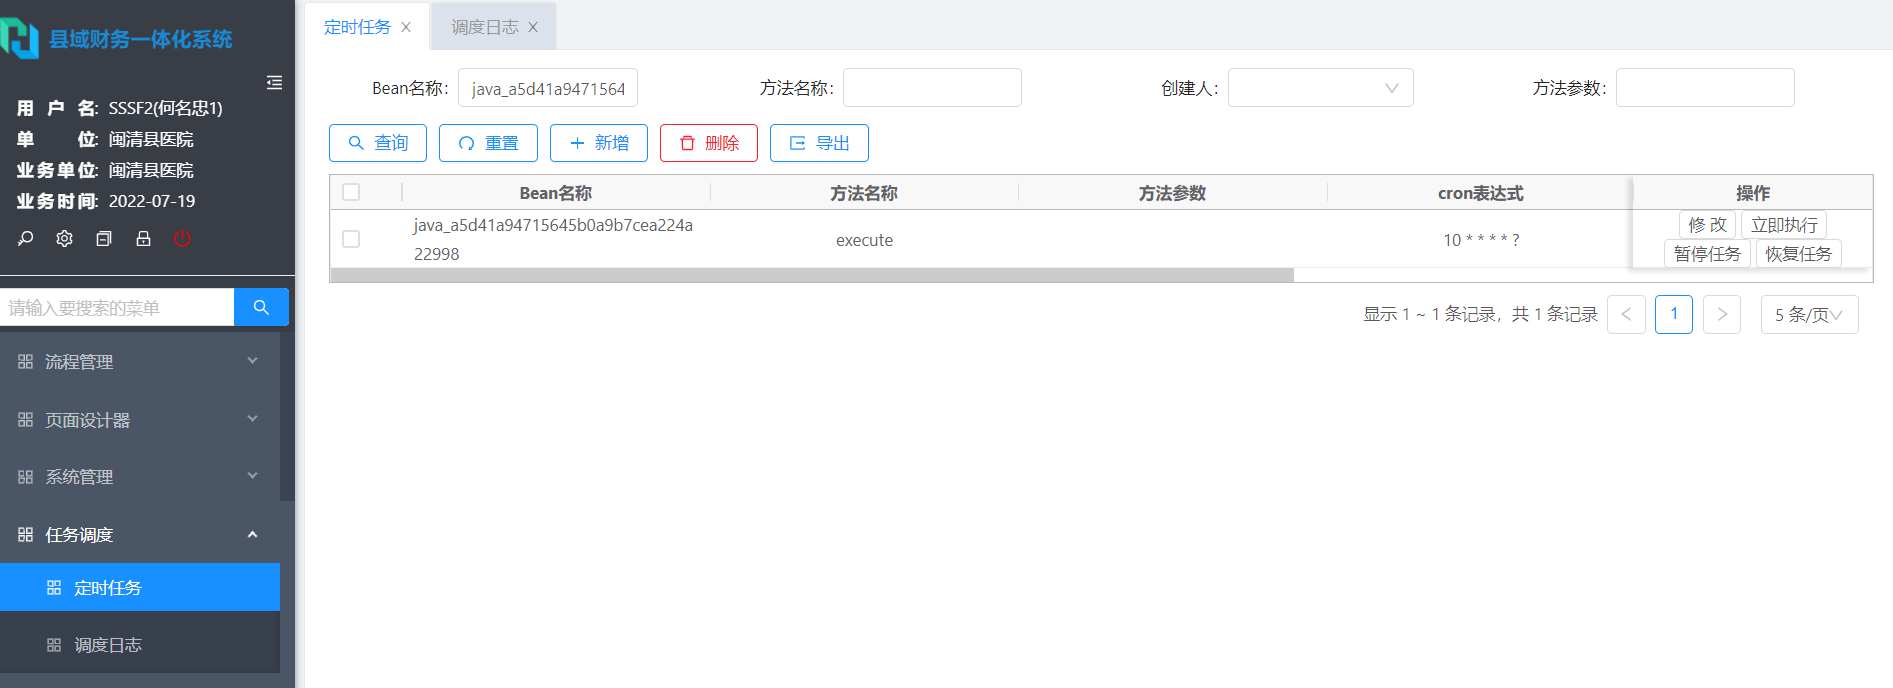 县域财务一体化系统
用 户 名: SSSF2(何名忠1)
单 位: 闽清县医院
业务单位: 闽清县医院
业务时间: 2022-07-19
请输入要搜索的菜单
流程管理
页面设计器
系统管理
任务调度
定时任务
调度日志
定时任务 X 调度日志 X
Bean名称: java_a5d41a9471564 方法名称: 创建人: 方法参数:
查询 重置 新增 删除 导出
Bean名称 方法名称 方法参数 cron表达式 操作
java_a5d41a94715645b0a9b7cea224a
22998
execute
10 * * * * ?
修 改 立即执行
暂停任务 恢复任务
显示 1 ~ 1 条记录，共 1 条记录 < 1 > 5 条/页